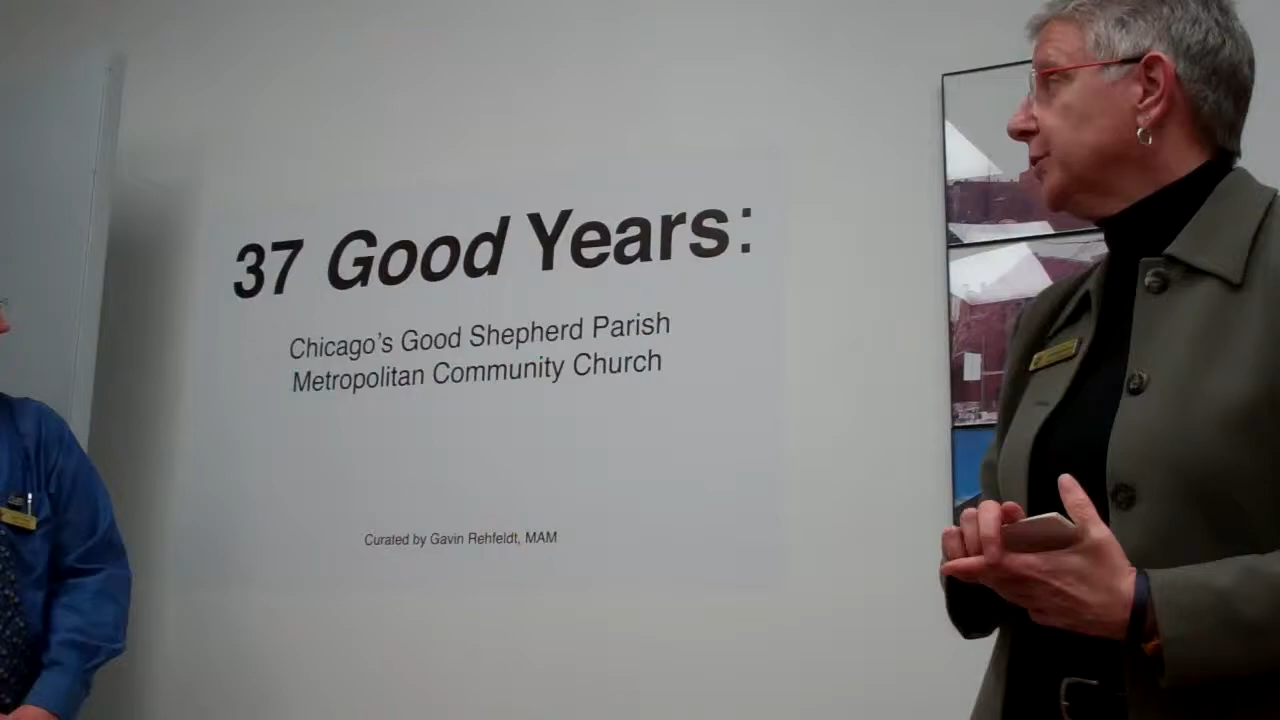 37 Good Years:
Chicago's Good Shepherd Parish
Metropolitan Community Church
Curated by Gavin Rehfeldt, MAM